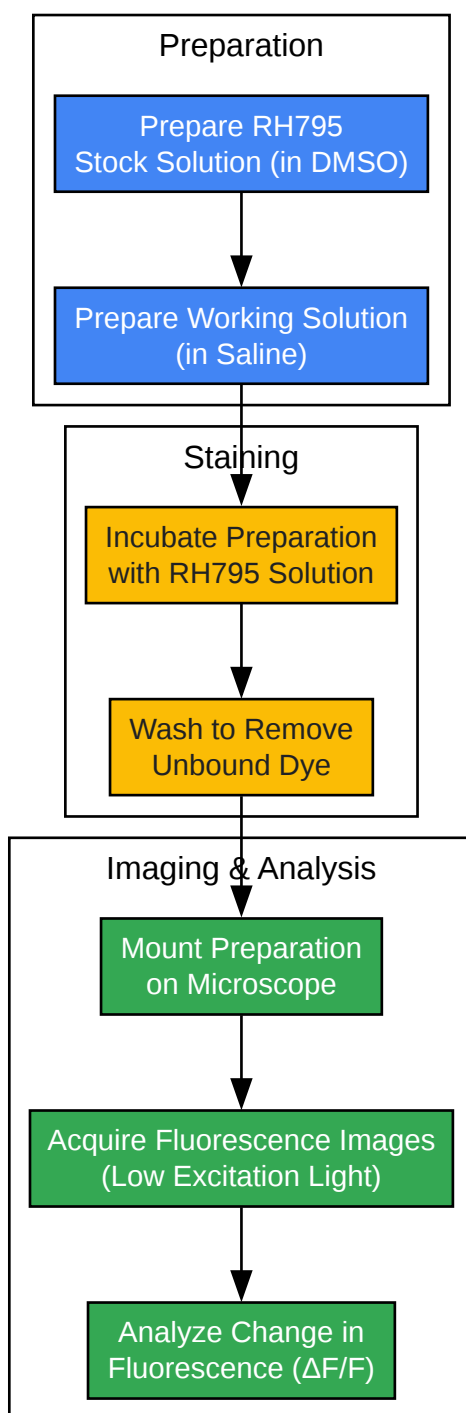 Preparation
Prepare RH795
Stock Solution (in DMSO)
Prepare Working Solution
(in Saline)
Staining
Incubate Preparation
with RH795 Solution
Wash to Remove
Unbound Dye
Imaging & Analysis
Mount Preparation
on Microscope
Acquire Fluorescence Images
(Low Excitation Light)
Analyze Change in
Fluorescence (ΔF/F)